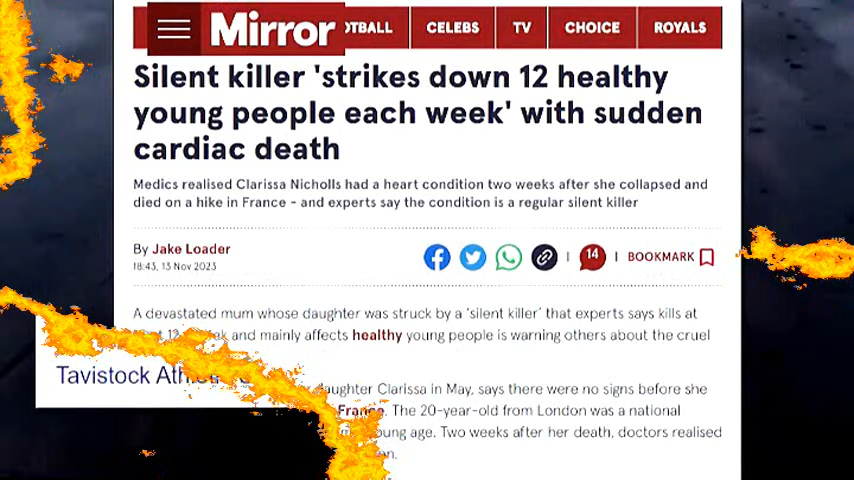 Mirror
OTBALL CELEBS TV CHOICE ROYALS
Silent killer 'strikes down 12 healthy
young people each week' with sudden
cardiac death
Medics realised Clarissa Nicholls had a heart condition two weeks after she collapsed and
died on a hike in France - and experts say the condition is a regular silent killer
By Jake Loader
18:43, 13 Nov 2023
14
BOOKMARK
A devastated mum whose daughter was struck by a 'silent killer' that experts says kills at
and mainly affects healthy young people is warning others about the cruel
Tavistock
daughter Clarissa in May, says there were no signs before she
France. The 20-year-old from London was a national
young age. Two weeks after her death, doctors realised